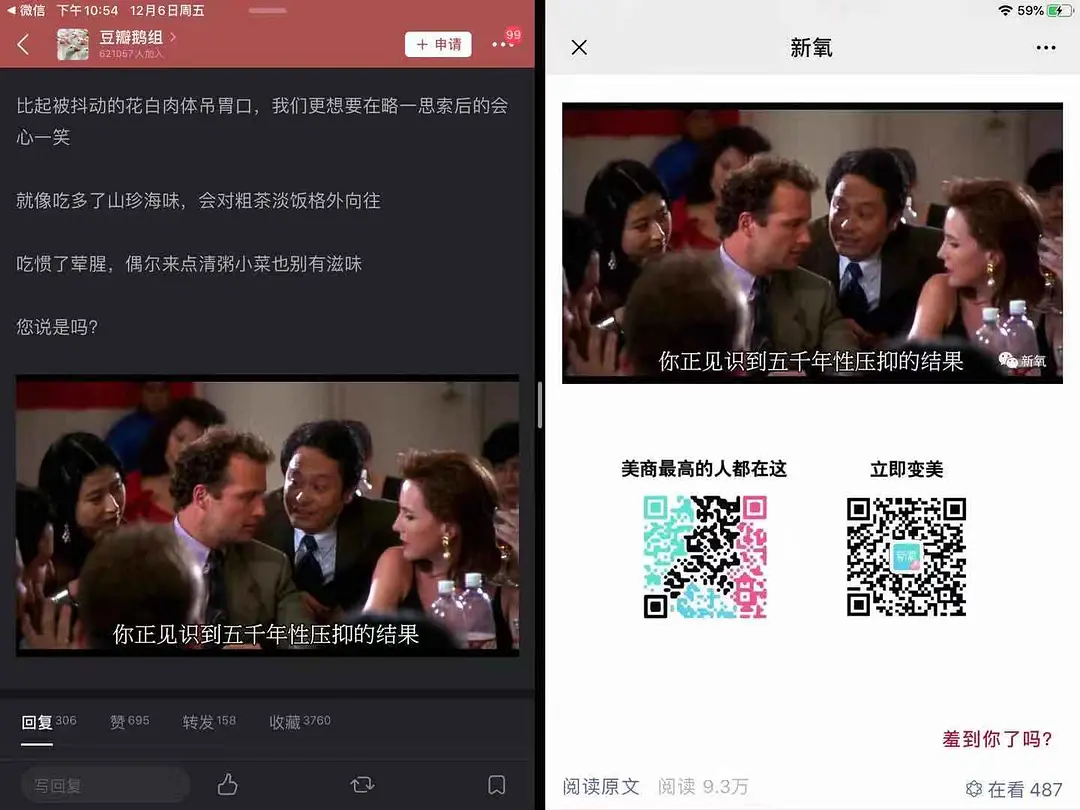 微信 下午10:54 12月6日周五
豆瓣鹅组
621057人加入
+ 申请
99
比起被抖动的花白肉体吊胃口，我们更想要在略一思索后的会
心一笑
就像吃多了山珍海味，会对粗茶淡饭格外向往
吃惯了荤腥，偶尔来点清粥小菜也别有滋味
您说是吗？
你正见识到五千年性压抑的结果
回复 306 赞 695 转发 158 收藏 3760
写回复
59%
新氧
你正见识到五千年性压抑的结果
新氧
美商最高的人都在这
立即变美
新氧
羞到你了吗？
阅读原文 阅读 9.3万 在看 487